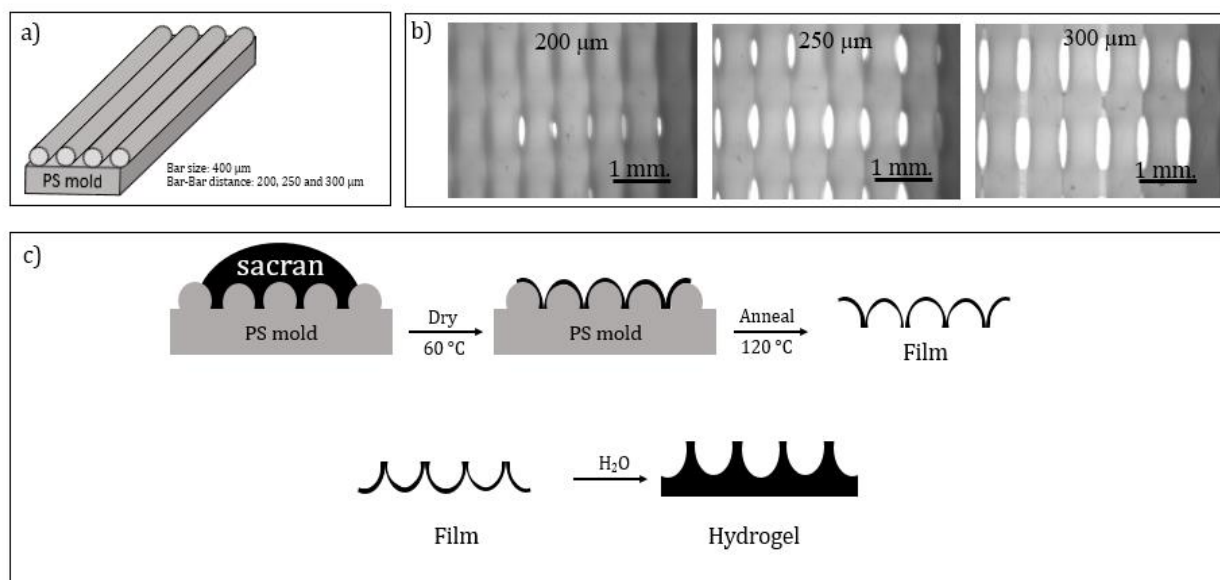 a)
PS mold
Bar size: 400 μm
Bar-Bar distance: 200, 250 and 300 μm
b)
200 μm
1 mm.
250 μm
1 mm.
300 μm
1 mm.
c)
sacran
PS mold
Dry
60 °C
PS mold
Anneal
120 °C
Film
Film
H₂O
Hydrogel